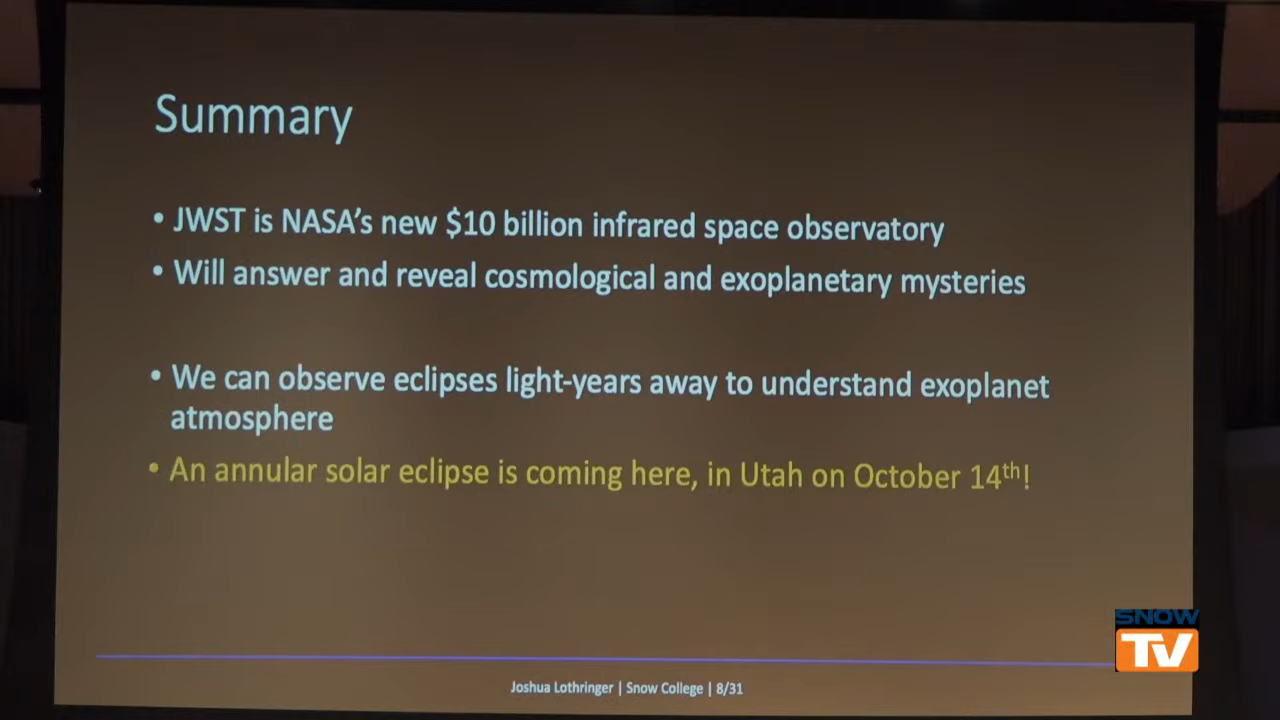 Summary
• JWST is NASA's new $10 billion infrared space observatory
• Will answer and reveal cosmological and exoplanetary mysteries
• We can observe eclipses light-years away to understand exoplanet
atmosphere
• An annular solar eclipse is coming here, in Utah on October 14th!
SNOW
TV
Joshua Lothringer | Snow College | 8/31